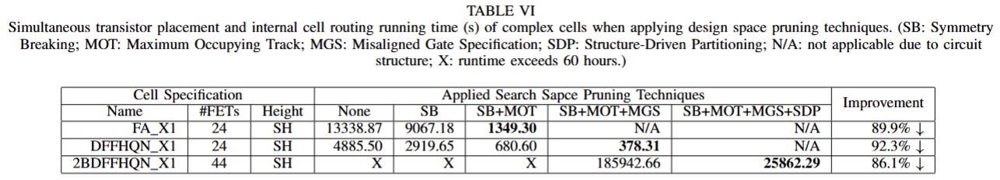 TABLE VI
Simultaneous transistor placement and internal cell routing running time (s) of complex cells when applying design space pruning techniques. (SB: Symmetry
Breaking; MOT: Maximum Occupying Track; MGS: Misaligned Gate Specification; SDP: Structure-Driven Partitioning; N/A: not applicable due to circuit
structure; X: runtime exceeds 60 hours.)
Cell Specification Applied Search Sapce Pruning Techniques Improvement
Name #FETs Height None SB SB+MOT SB+MOT+MGS SB+MOT+MGS+SDP
FA_X1 24 SH 13338.87 9067.18 1349.30 N/A N/A 89.9% ↓
DFFHQN_X1 24 SH 4885.50 2919.65 680.60 378.31 N/A 92.3% ↓
2BDFFHQN_X1 44 SH X X X 185942.66 25862.29 86.1% ↓